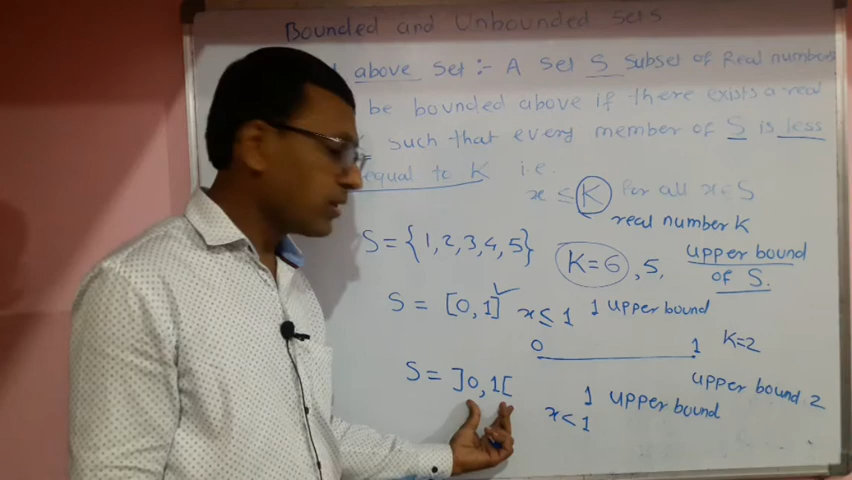 Bounded and Unbounded Sets
above Set :- A Set S Subset of Real numbers
be bounded above if there exists a real
K such that every member of S is less
equal to K i.e.
x ≤ K for all x ∈ S
real number K
S = {1, 2, 3, 4, 5} K = 6, 5, upper bound
of S.
S = [0, 1] ✓ x ≤ 1 1 upper bound
0 1 K = 2
upper bound 2
S = ]0, 1[ 1 upper bound
x < 1